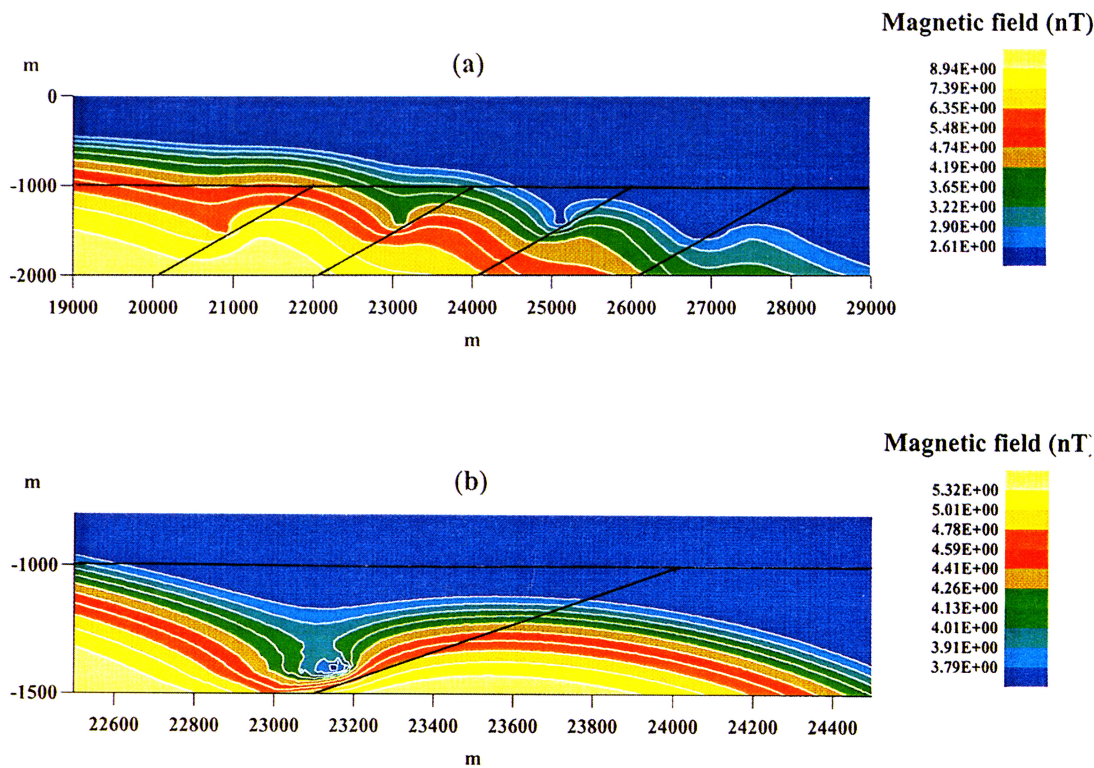 Magnetic field (nT)
(a)
m
8.94E+00
7.39E+00
6.35E+00
5.48E+00
4.74E+00
4.19E+00
3.65E+00
3.22E+00
2.90E+00
2.61E+00
0
-1000
-2000
19000 20000 21000 22000 23000 24000 25000 26000 27000 28000 29000
m
Magnetic field (nT)
(b)
m
5.32E+00
5.01E+00
4.78E+00
4.59E+00
4.41E+00
4.26E+00
4.13E+00
4.01E+00
3.91E+00
3.79E+00
-1000
-1500
22600 22800 23000 23200 23400 23600 23800 24000 24200 24400
m